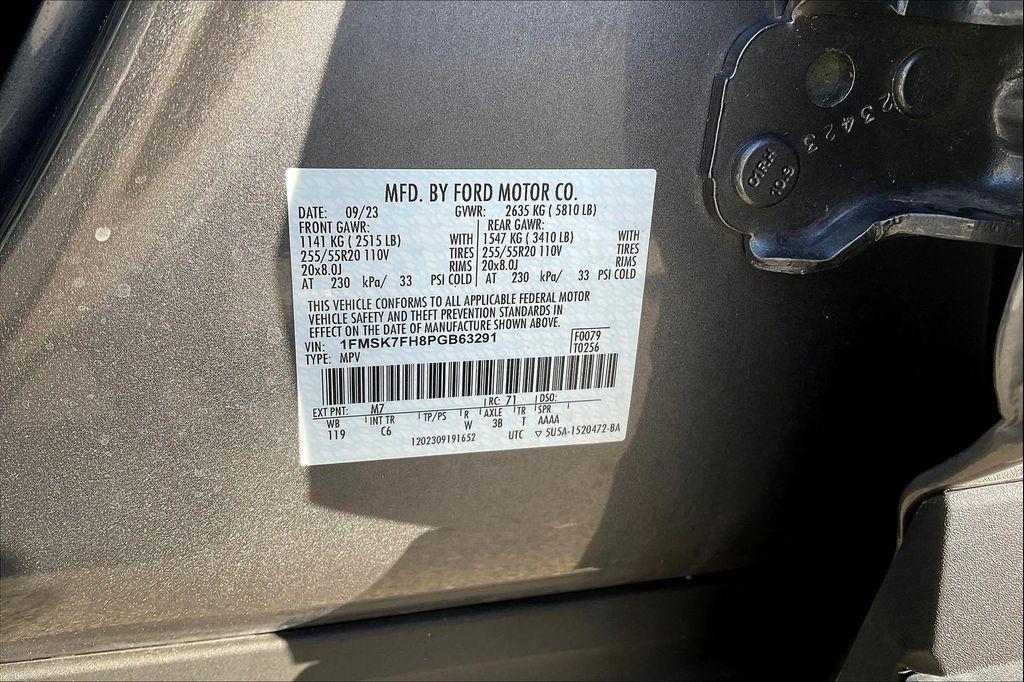 MFD. BY FORD MOTOR CO.
DATE: 09/23 GVWR: 2635 KG ( 5810 LB)
FRONT GAWR: REAR GAWR:
1141 KG ( 2515 LB) WITH 1547 KG ( 3410 LB) WITH
255/55R20 110V TIRES 255/55R20 110V TIRES
20x8.0J RIMS 20x8.0J RIMS
AT 230 kPa/ 33 PSI COLD AT 230 kPa/ 33 PSI COLD
THIS VEHICLE CONFORMS TO ALL APPLICABLE FEDERAL MOTOR
VEHICLE SAFETY AND THEFT PREVENTION STANDARDS IN
EFFECT ON THE DATE OF MANUFACTURE SHOWN ABOVE.
VIN: 1FMSK7FH8PGB63291 F0079
TYPE: MPV T0256
EXT PNT: M7 RC: 71 DSO:
WB INT TR TP/PS R AXLE TR SPR
119 C6 W 3B T AAAA
1202309191652 UTC ▽ 5U5A-1520472-BA
23423